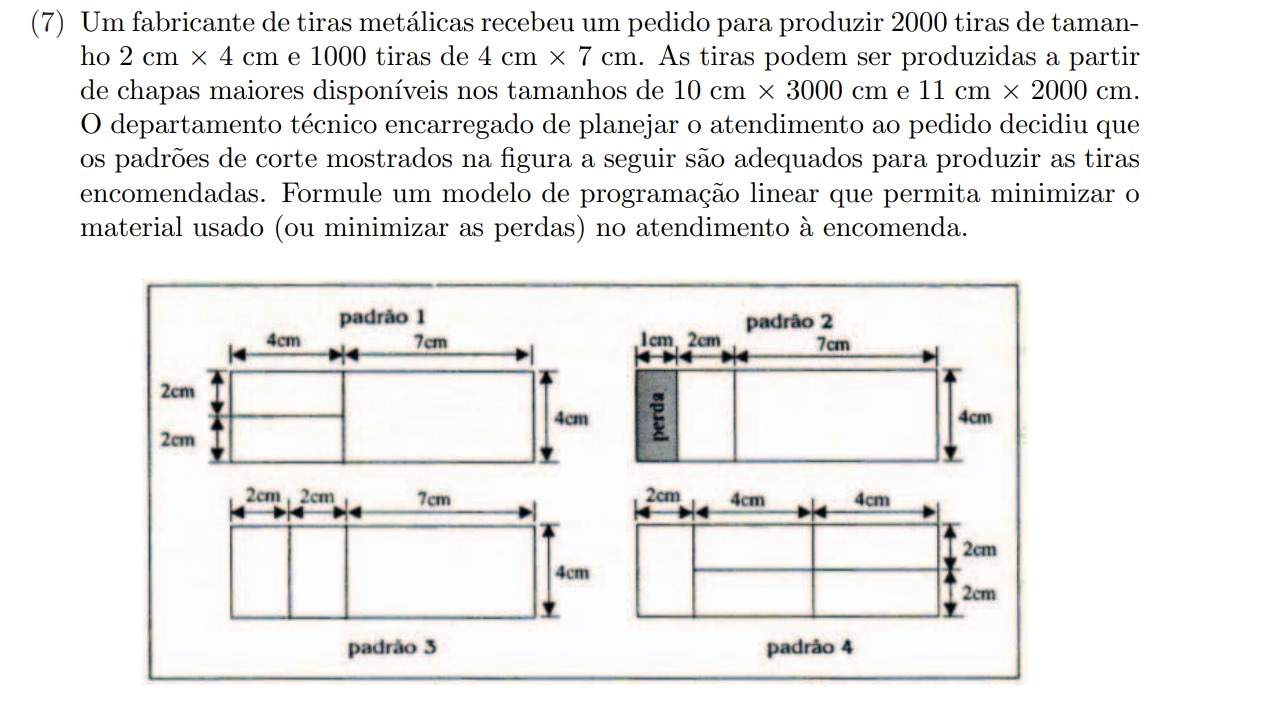 (7) Um fabricante de tiras metálicas recebeu um pedido para produzir 2000 tiras de taman-
ho 2 cm × 4 cm e 1000 tiras de 4 cm × 7 cm. As tiras podem ser produzidas a partir
de chapas maiores disponíveis nos tamanhos de 10 cm × 3000 cm e 11 cm × 2000 cm.
O departamento técnico encarregado de planejar o atendimento ao pedido decidiu que
os padrões de corte mostrados na figura a seguir são adequados para produzir as tiras
encomendadas. Formule um modelo de programação linear que permita minimizar o
material usado (ou minimizar as perdas) no atendimento à encomenda.
padrão 1
4cm 7cm
2cm
2cm
4cm
padrão 2
1cm 2cm 7cm
perda
4cm
2cm 2cm 7cm
4cm
padrão 3
2cm 4cm 4cm
2cm
2cm
padrão 4